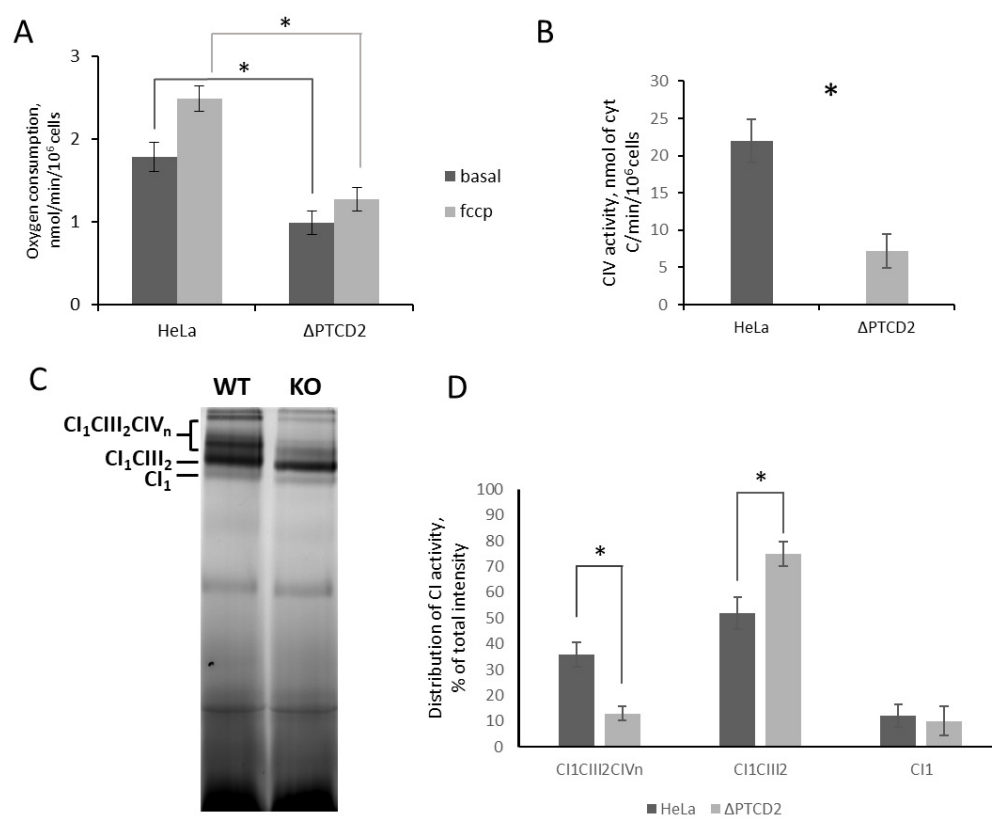 A
*
*
3
2
1
0
Oxygen consumption,
nmol/min/10⁶ cells
HeLa
ΔPTCD2
basal
fccp
B
*
30
25
20
15
10
5
0
CIV activity, nmol of cyt
C/min/10⁶cells
HeLa
ΔPTCD2
C
WT
KO
CI₁CIII₂CIVₙ
CI₁CIII₂
CI₁
D
*
*
100
90
80
70
60
50
40
30
20
10
0
Distribution of CI activity,
% of total intensity
CI1CIII2CIVn
CI1CIII2
CI1
HeLa
ΔPTCD2